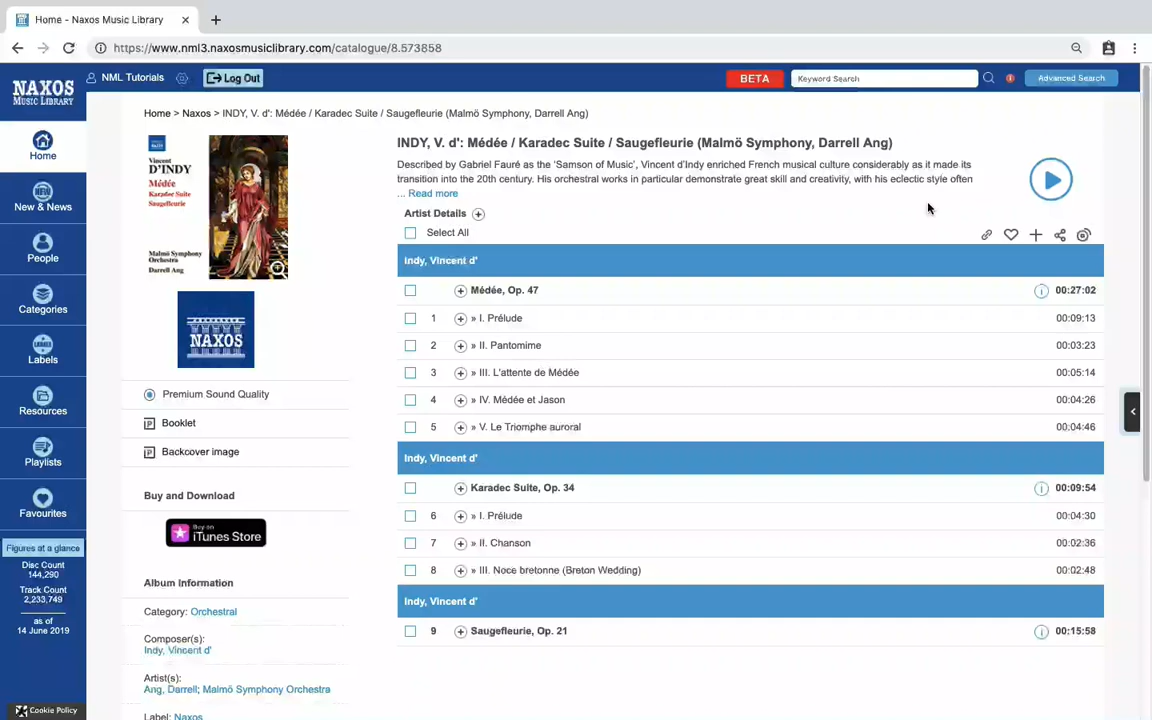 Home - Naxos Music Library
https://www.nml3.naxosmusiclibrary.com/catalogue/8.573858
NAXOS
MUSIC LIBRARY
NML Tutorials
Log Out
BETA
Keyword Search
Advanced Search
Home
New & News
People
Categories
Labels
Resources
Playlists
Favourites
Figures at a glance
Disc Count
144,290
Track Count
2,233,749
as of
14 June 2019
Cookie Policy
Home > Naxos > INDY, V. d': Médée / Karadec Suite / Saugefleurie (Malmö Symphony, Darrell Ang)
Vincent
D'INDY
Médée
Karadec Suite
Saugefleurie
Malmö Symphony
Orchestra
Darrell Ang
NAXOS
Premium Sound Quality
Booklet
Backcover image
Buy and Download
Buy on
iTunes Store
Album Information
Category: Orchestral
Composer(s):
Indy, Vincent d'
Artist(s):
Ang, Darrell; Malmö Symphony Orchestra
Label: Naxos
INDY, V. d': Médée / Karadec Suite / Saugefleurie (Malmö Symphony, Darrell Ang)
Described by Gabriel Fauré as the 'Samson of Music', Vincent d'Indy enriched French musical culture considerably as it made its
transition into the 20th century. His orchestral works in particular demonstrate great skill and creativity, with his eclectic style often
... Read more
Artist Details
Select All
Indy, Vincent d'
Médée, Op. 47 00:27:02
1 » I. Prélude 00:09:13
2 » II. Pantomime 00:03:23
3 » III. L'attente de Médée 00:05:14
4 » IV. Médée et Jason 00:04:26
5 » V. Le Triomphe auroral 00:04:46
Indy, Vincent d'
Karadec Suite, Op. 34 00:09:54
6 » I. Prélude 00:04:30
7 » II. Chanson 00:02:36
8 » III. Noce bretonne (Breton Wedding) 00:02:48
Indy, Vincent d'
9 Saugefleurie, Op. 21 00:15:58